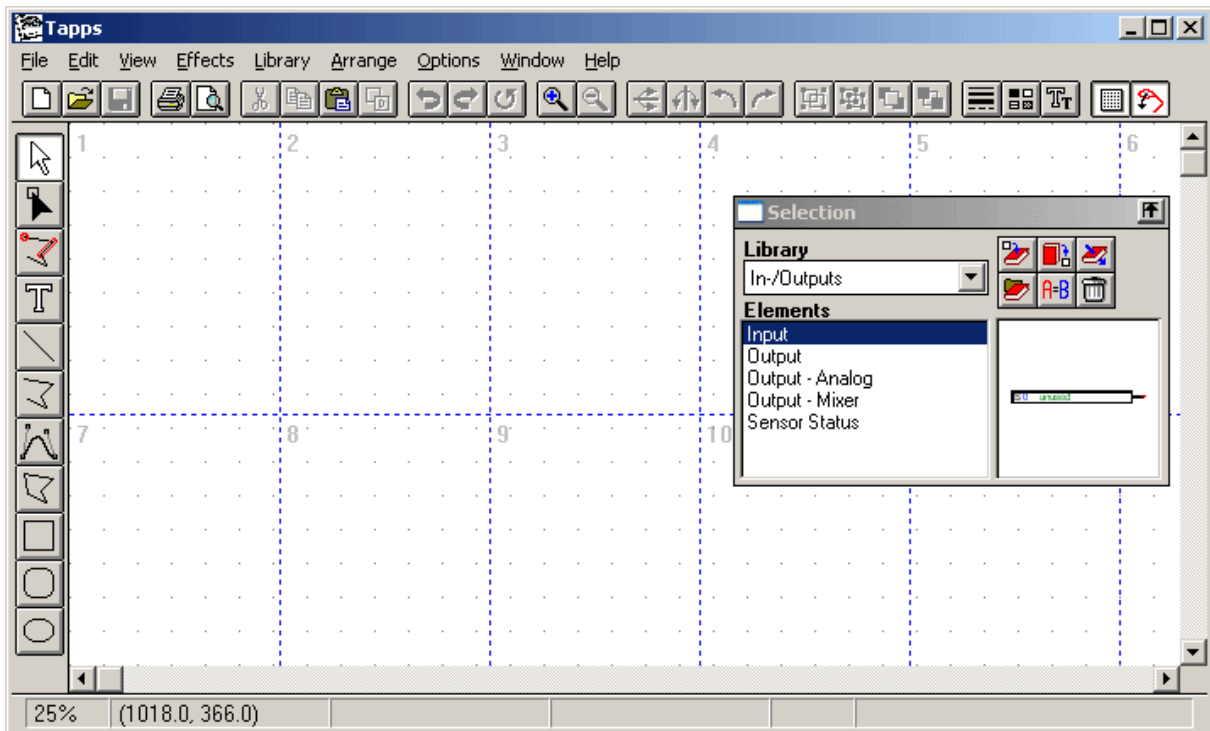 Tapps
File Edit View Effects Library Arrange Options Window Help
1 2 3 4 5 6
Selection
Library
In-/Outputs
A=B
Elements
Input
Output
Output - Analog
Output - Mixer
Sensor Status
unused
7 8 9 10
25% (1018.0, 366.0)